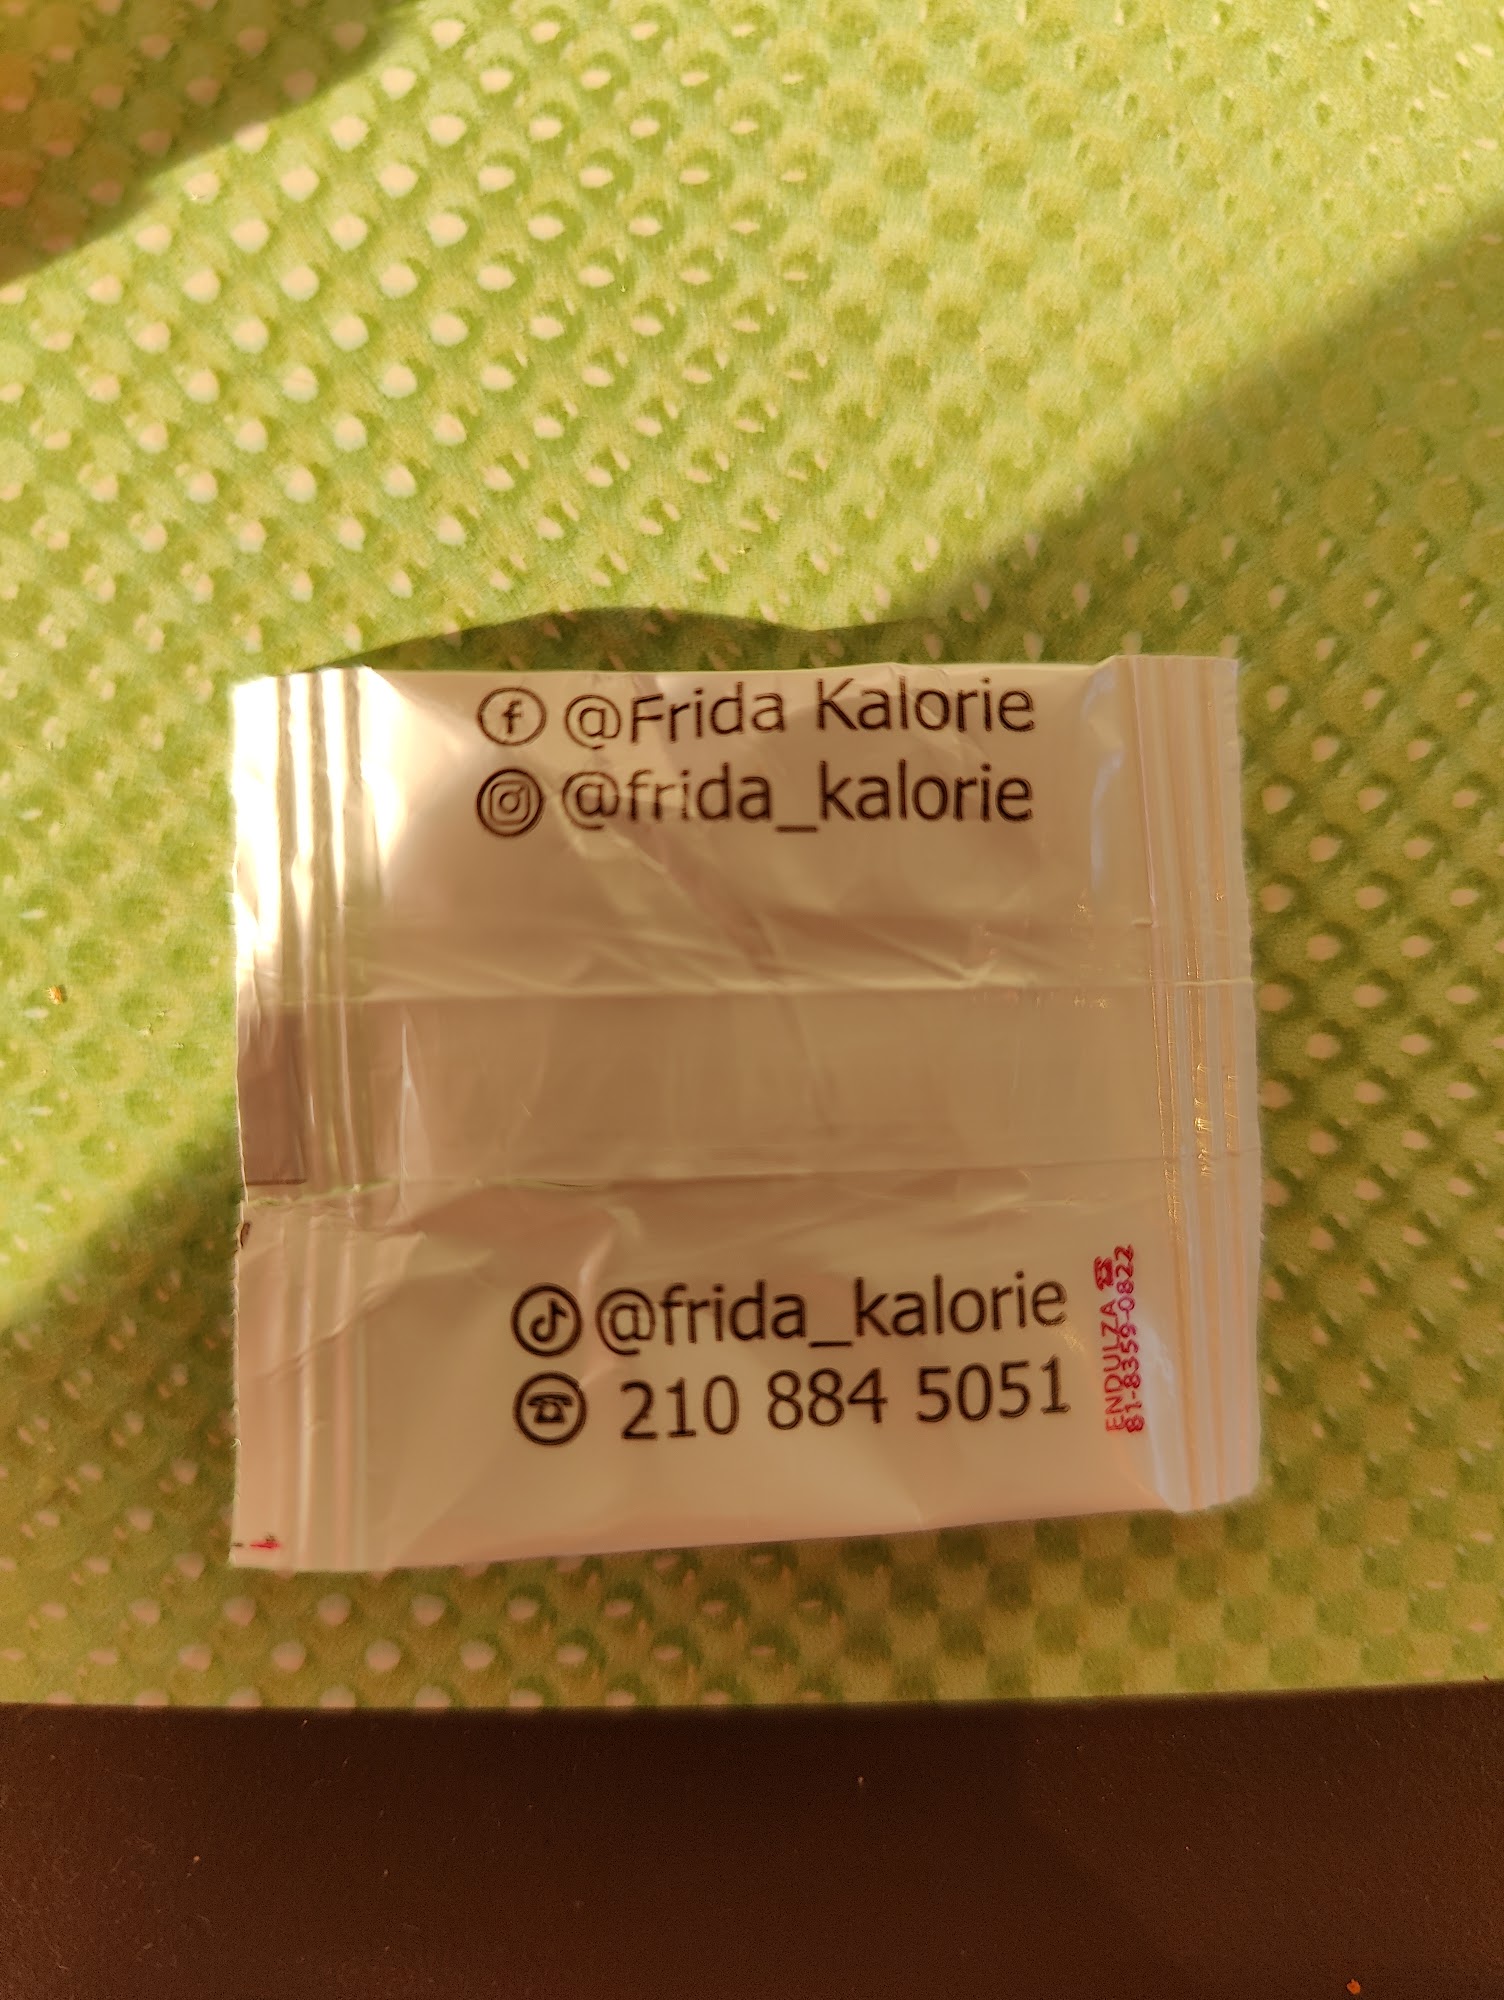 @Frida Kalorie
@frida_kalorie
@frida_kalorie
210 884 5051
ENDULZA ☎
81-8359-0822